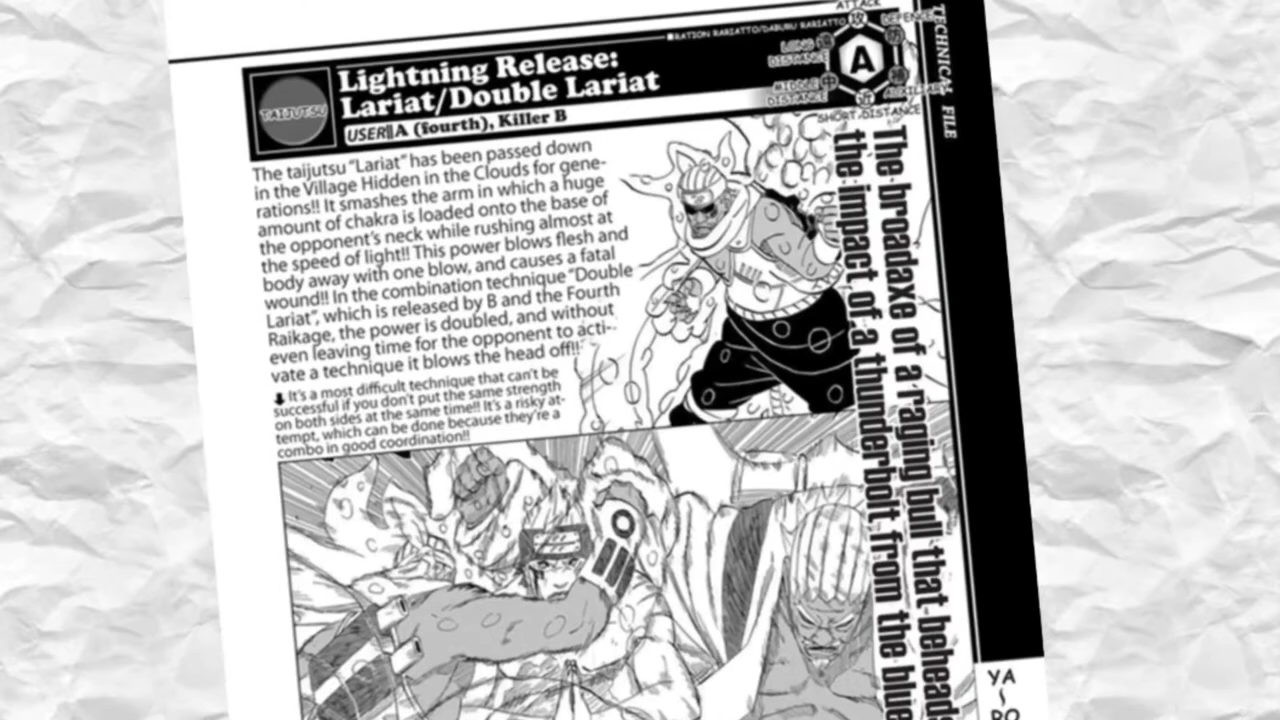 ■RATION RARIATTO/DABURU RARIATTO
TAIJUTSU
Lightning Release:
Lariat/Double Lariat
USER A (fourth), Killer B
ATTACK
DEFENCE
LONG DISTANCE
A
MIDDLE DISTANCE
AUXILIARY
SHORT DISTANCE
TECHNICAL FILE
The taijutsu "Lariat" has been passed down
in the Village Hidden in the Clouds for gene-
rations!! It smashes the arm in which a huge
amount of chakra is loaded onto the base of
the opponent's neck while rushing almost at
the speed of light!! This power blows flesh and
body away with one blow, and causes a fatal
wound!! In the combination technique "Double
Lariat", which is released by B and the Fourth
Raikage, the power is doubled, and without
even leaving time for the opponent to acti-
vate a technique it blows the head off!!
It's a most difficult technique that can't be
successful if you don't put the same strength
on both sides at the same time!! It's a risky at-
tempt, which can be done because they're a
combo in good coordination!!
The broadaxe of a raging bull that beheads
the impact of a thunderbolt from the blue
YA
~
RO